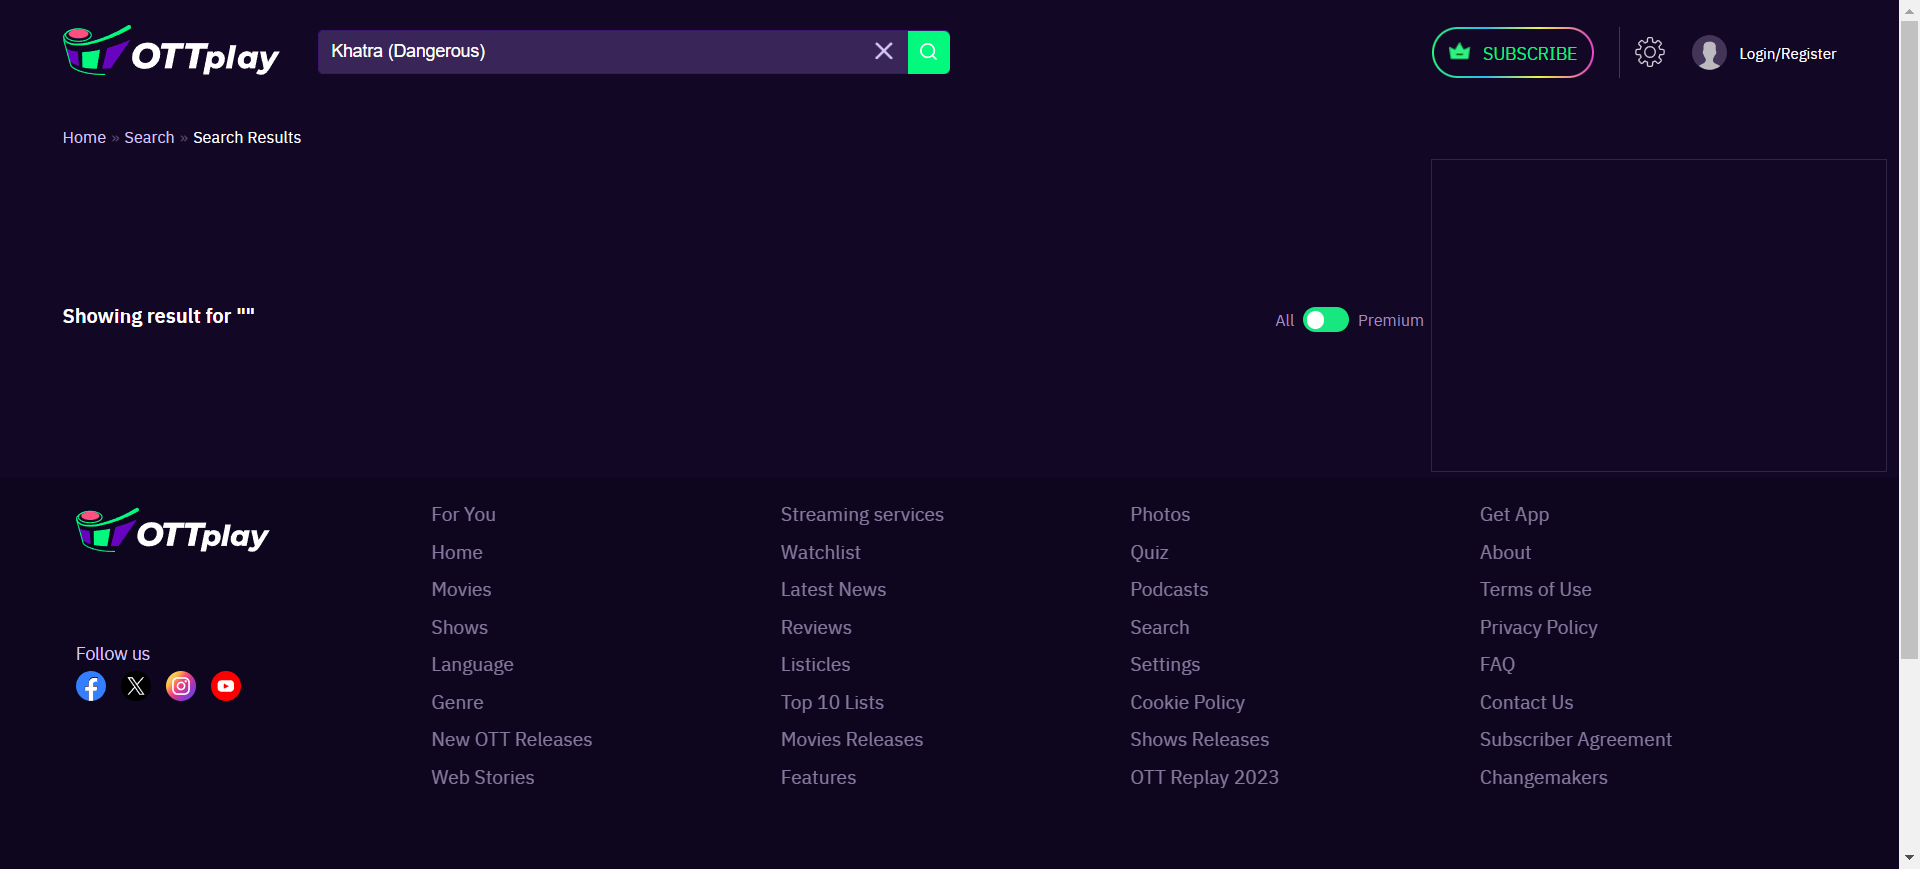 OTTplay
Khatra (Dangerous)
SUBSCRIBE
Login/Register
Home » Search » Search Results
Showing result for ""
All
Premium
OTTplay
Follow us
For You
Home
Movies
Shows
Language
Genre
New OTT Releases
Web Stories
Streaming services
Watchlist
Latest News
Reviews
Listicles
Top 10 Lists
Movies Releases
Features
Photos
Quiz
Podcasts
Search
Settings
Cookie Policy
Shows Releases
OTT Replay 2023
Get App
About
Terms of Use
Privacy Policy
FAQ
Contact Us
Subscriber Agreement
Changemakers